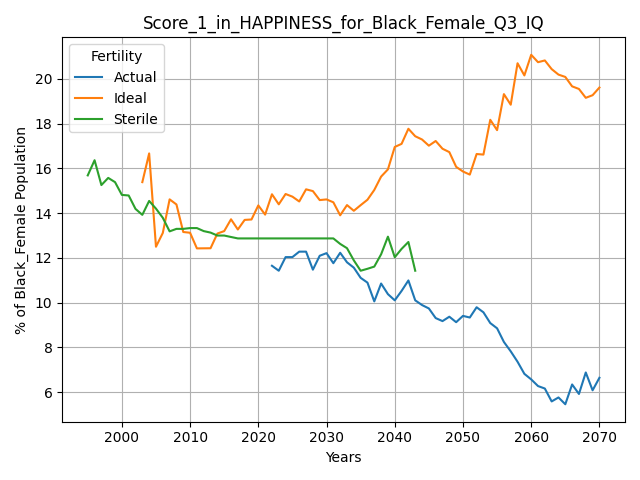 Score_1_in_HAPPINESS_for_Black_Female_Q3_IQ
Fertility
Actual
Ideal
Sterile
% of Black_Female Population
20
18
16
14
12
10
8
6
2000 2010 2020 2030 2040 2050 2060 2070
Years